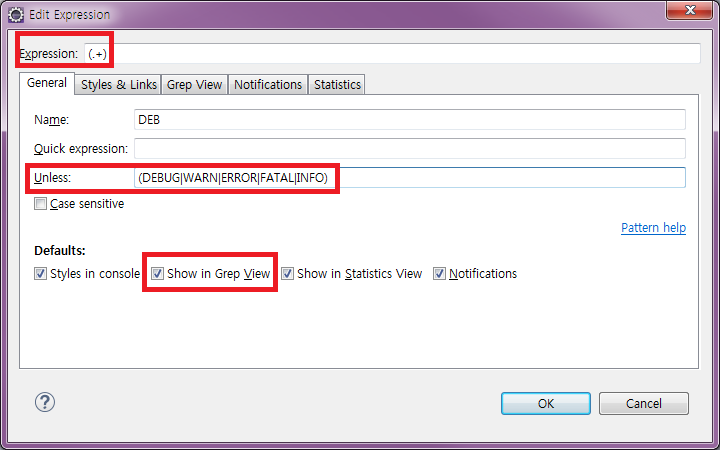 Edit Expression
Expression: (.+)
General Styles & Links Grep View Notifications Statistics
Name: DEB
Quick expression:
Unless: (DEBUG|WARN|ERROR|FATAL|INFO)
Case sensitive
Pattern help
Defaults:
Styles in console Show in Grep View Show in Statistics View Notifications
? OK Cancel